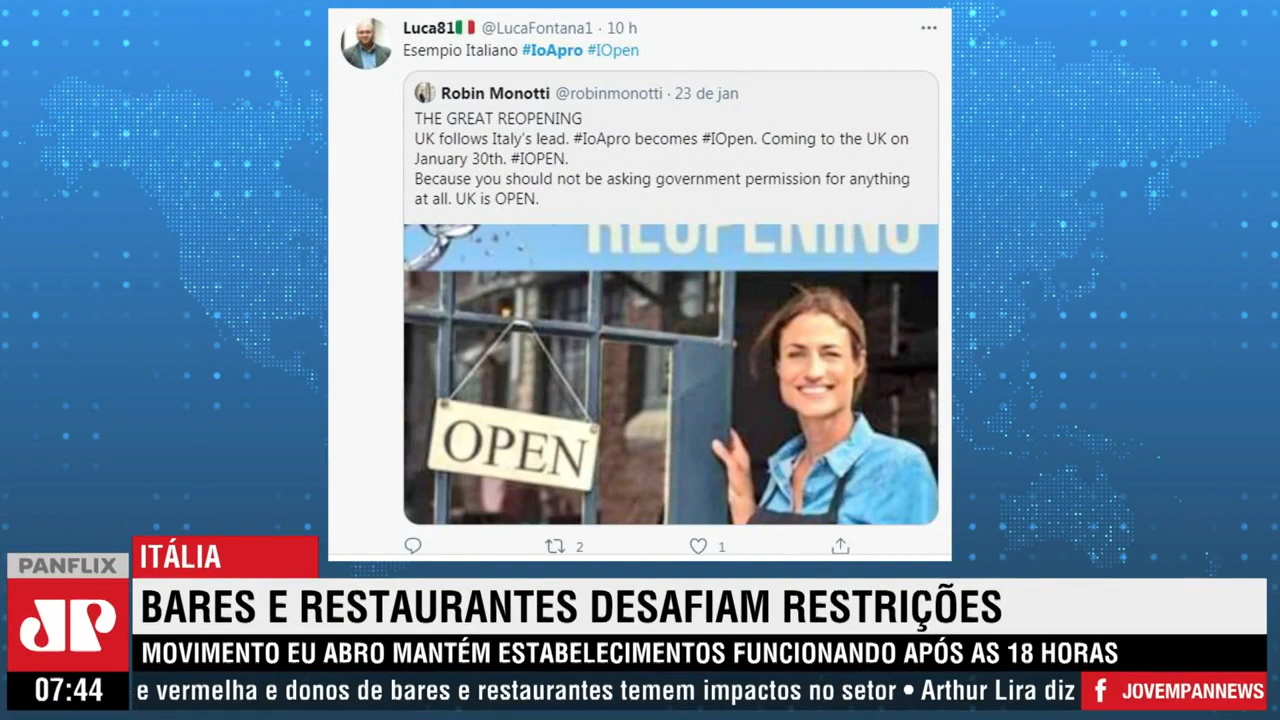 Luca81 @LucaFontana1 · 10 h
Esempio Italiano #IoApro #IOpen
Robin Monotti @robinmonotti · 23 de jan
THE GREAT REOPENING
UK follows Italy's lead. #IoApro becomes #IOpen. Coming to the UK on
January 30th. #IOPEN.
Because you should not be asking government permission for anything
at all. UK is OPEN.
REOPENING
OPEN
2
1
PANFLIX
ITÁLIA
JP
BARES E RESTAURANTES DESAFIAM RESTRIÇÕES
MOVIMENTO EU ABRO MANTÉM ESTABELECIMENTOS FUNCIONANDO APÓS AS 18 HORAS
07:44
e vermelha e donos de bares e restaurantes temem impactos no setor • Arthur Lira diz
f JOVEMPANNEWS